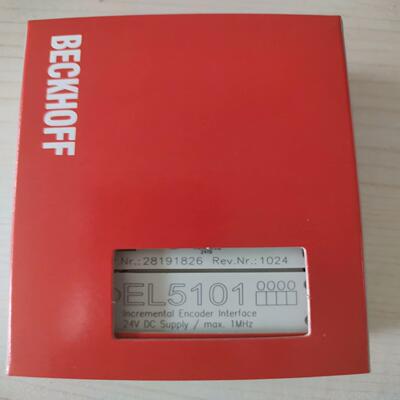 BECKHOFF
.Nr.:28191826 Rev.Nr.:1024
EL5101
Incremental Encoder Interface
24V DC Supply / max. 1MHz